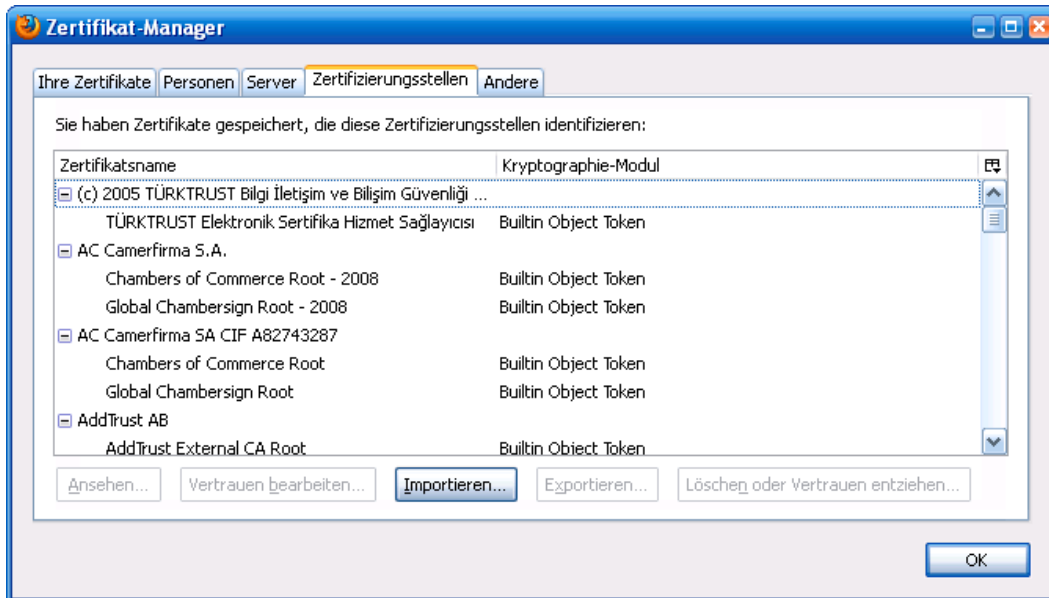 Zertifikat-Manager
Ihre Zertifikate Personen Server Zertifizierungsstellen Andere
Sie haben Zertifikate gespeichert, die diese Zertifizierungsstellen identifizieren:
Zertifikatsname Kryptographie-Modul
(c) 2005 TÜRKTRUST Bilgi İletişim ve Bilişim Güvenliği ...
TÜRKTRUST Elektronik Sertifika Hizmet Sağlayıcısı Builtin Object Token
AC Camerfirma S.A.
Chambers of Commerce Root - 2008 Builtin Object Token
Global Chambersign Root - 2008 Builtin Object Token
AC Camerfirma SA CIF A82743287
Chambers of Commerce Root Builtin Object Token
Global Chambersign Root Builtin Object Token
AddTrust AB
AddTrust External CA Root Builtin Object Token
Ansehen... Vertrauen bearbeiten... Importieren... Exportieren... Löschen oder Vertrauen entziehen...
OK